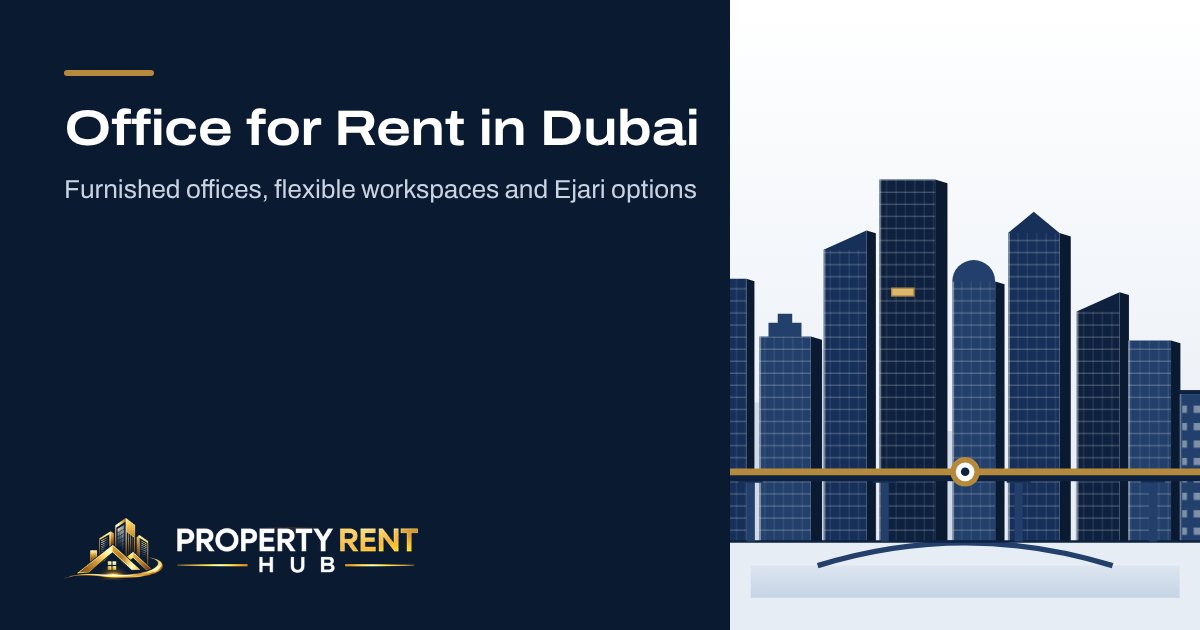 Office for Rent in Dubai
Furnished offices, flexible workspaces and Ejari options
PROPERTY RENT
HUB